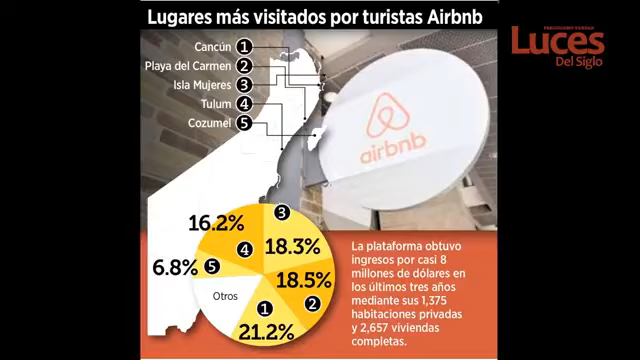 Lugares más visitados por turistas Airbnb
PERIODISMO VERDAD
Luces
Del Siglo
Cancún 1
Playa del Carmen 2
Isla Mujeres 3
Tulum 4
Cozumel 5
airbnb
16.2%
3
18.3%
4
6.8% 5
18.5%
Otros
1
2
21.2%
La plataforma obtuvo
ingresos por casi 8
millones de dólares en
los últimos tres años
mediante sus 1,375
habitaciones privadas
y 2,657 viviendas
completas.